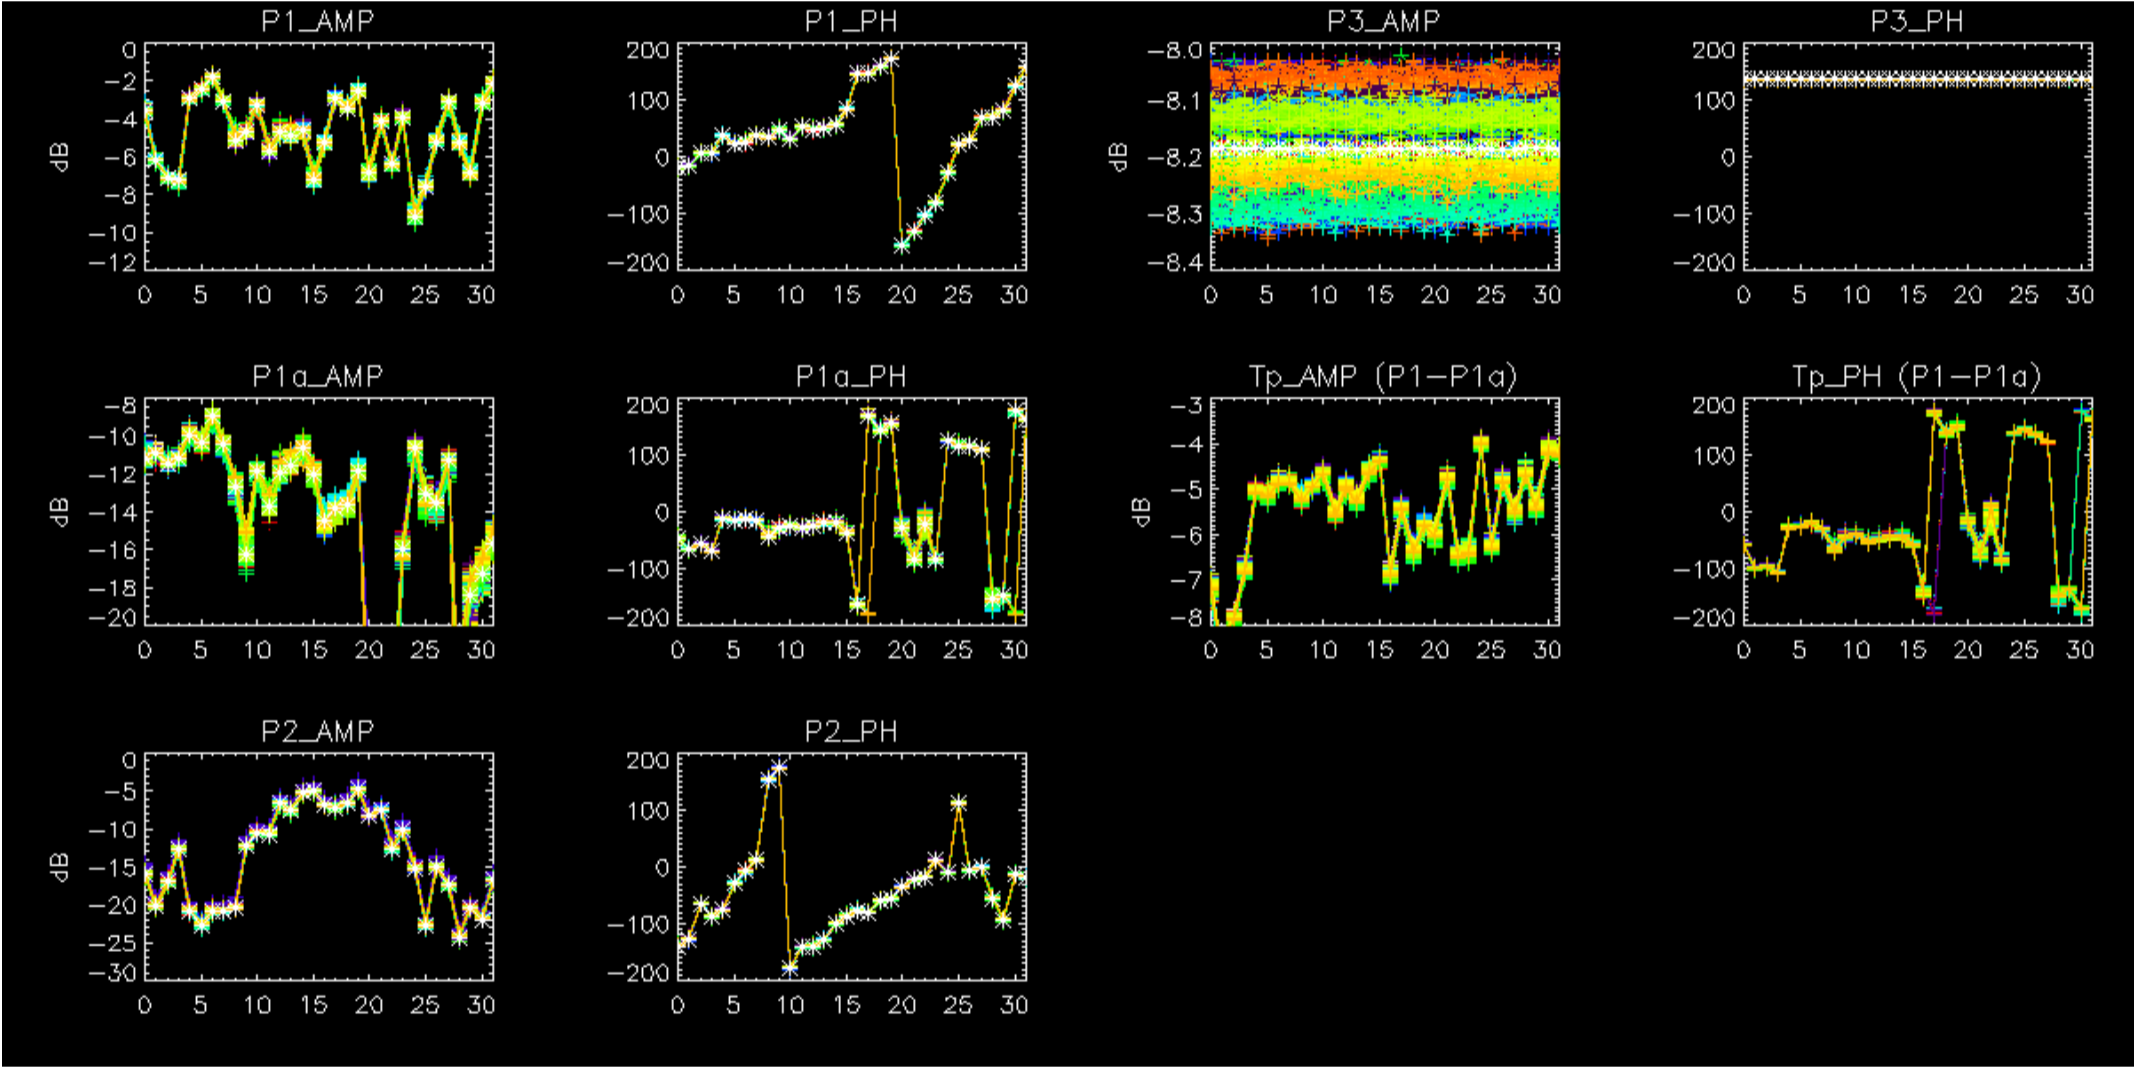 P1_AMP
P1_PH
P3_AMP
P3_PH
0
−2
−4
−6
−8
−10
−12
dB
0 5 10 15 20 25 30
200
100
0
−100
−200
0 5 10 15 20 25 30
−8.0
−8.1
−8.2
−8.3
−8.4
dB
0 5 10 15 20 25 30
200
100
0
−100
−200
0 5 10 15 20 25 30
P1a_AMP
P1a_PH
Tp_AMP (P1−P1a)
Tp_PH (P1−P1a)
−8
−10
−12
−14
−16
−18
−20
dB
0 5 10 15 20 25 30
200
100
0
−100
−200
0 5 10 15 20 25 30
−3
−4
−5
−6
−7
−8
dB
0 5 10 15 20 25 30
200
100
0
−100
−200
0 5 10 15 20 25 30
P2_AMP
P2_PH
0
−5
−10
−15
−20
−25
−30
dB
0 5 10 15 20 25 30
200
100
0
−100
−200
0 5 10 15 20 25 30